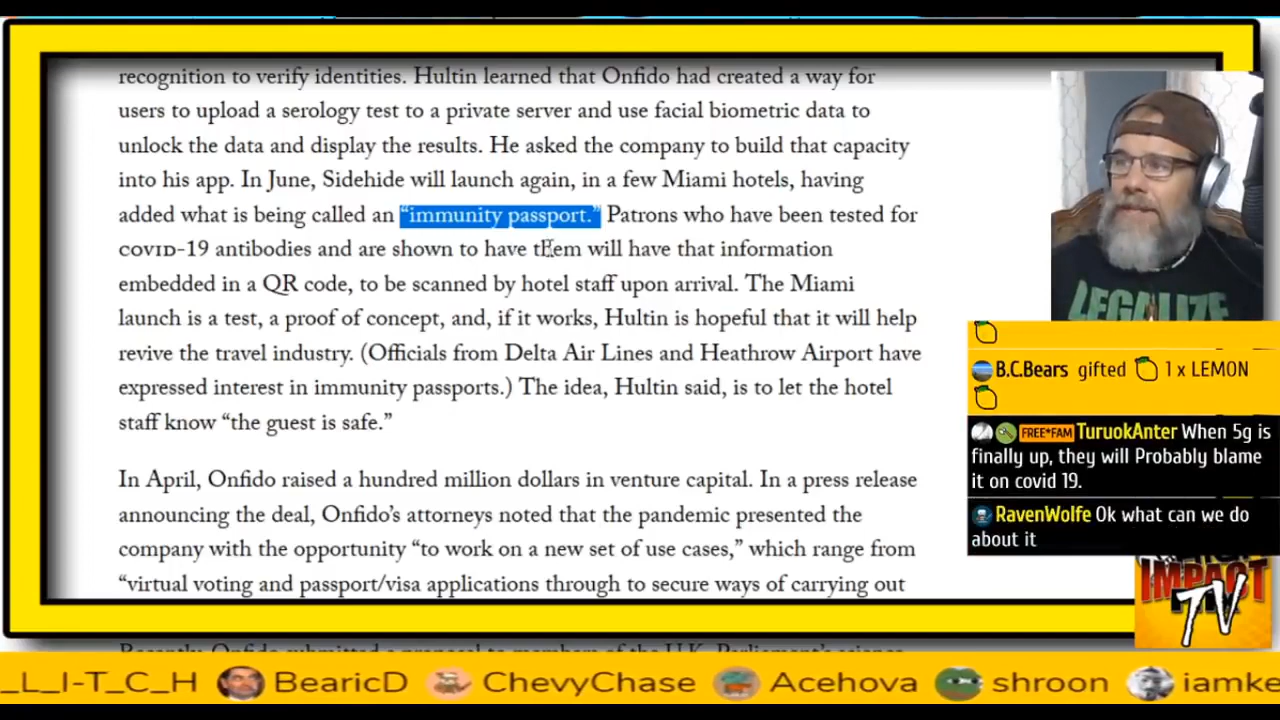 recognition to verify identities. Hultin learned that Onfido had created a way for
users to upload a serology test to a private server and use facial biometric data to
unlock the data and display the results. He asked the company to build that capacity
into his app. In June, Sidehide will launch again, in a few Miami hotels, having
added what is being called an “immunity passport.” Patrons who have been tested for
COVID-19 antibodies and are shown to have them will have that information
embedded in a QR code, to be scanned by hotel staff upon arrival. The Miami
launch is a test, a proof of concept, and, if it works, Hultin is hopeful that it will help
revive the travel industry. (Officials from Delta Air Lines and Heathrow Airport have
expressed interest in immunity passports.) The idea, Hultin said, is to let the hotel
staff know “the guest is safe.”
In April, Onfido raised a hundred million dollars in venture capital. In a press release
announcing the deal, Onfido’s attorneys noted that the pandemic presented the
company with the opportunity “to work on a new set of use cases,” which range from
“virtual voting and passport/visa applications through to secure ways of carrying out
LEGALIZE
B.C.Bears gifted 1 x LEMON
FREE*FAM TuruokAnter When 5g is
finally up, they will Probably blame
it on covid 19.
RavenWolfe Ok what can we do
about it
IMPACT
TV
_L_I-T_C_H BearicD ChevyChase Acehova shroon iamke